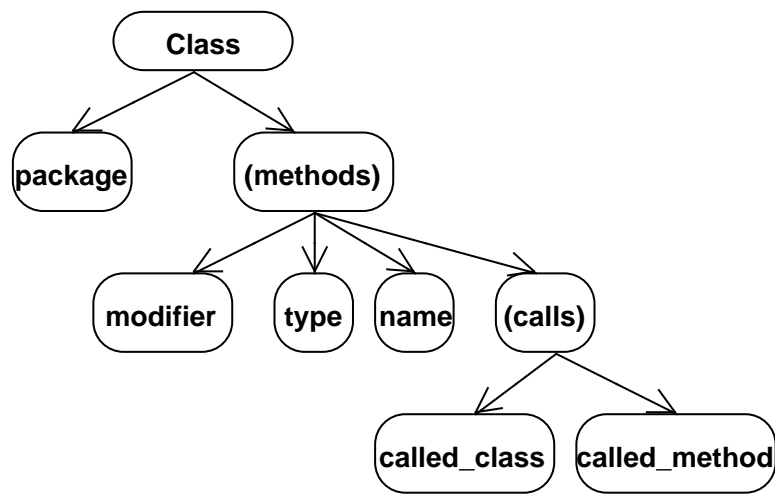 Class
package
(methods)
modifier
type
name
(calls)
called_class
called_method